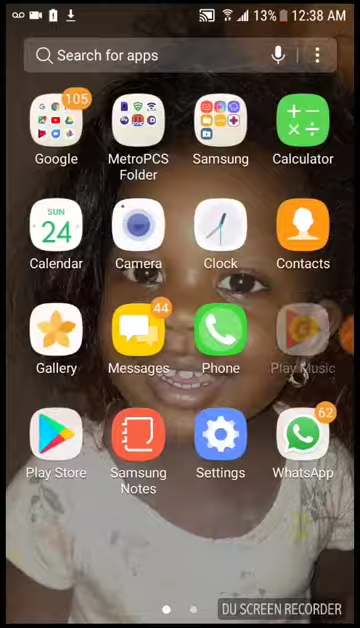 13% 12:38 AM
Search for apps
105
Google
MetroPCS
Folder
Samsung
Calculator
SUN
24
Calendar
Camera
Clock
Contacts
44
Gallery
Messages
Phone
Play Music
62
Play Store
Samsung
Notes
Settings
WhatsApp
DU SCREEN RECORDER